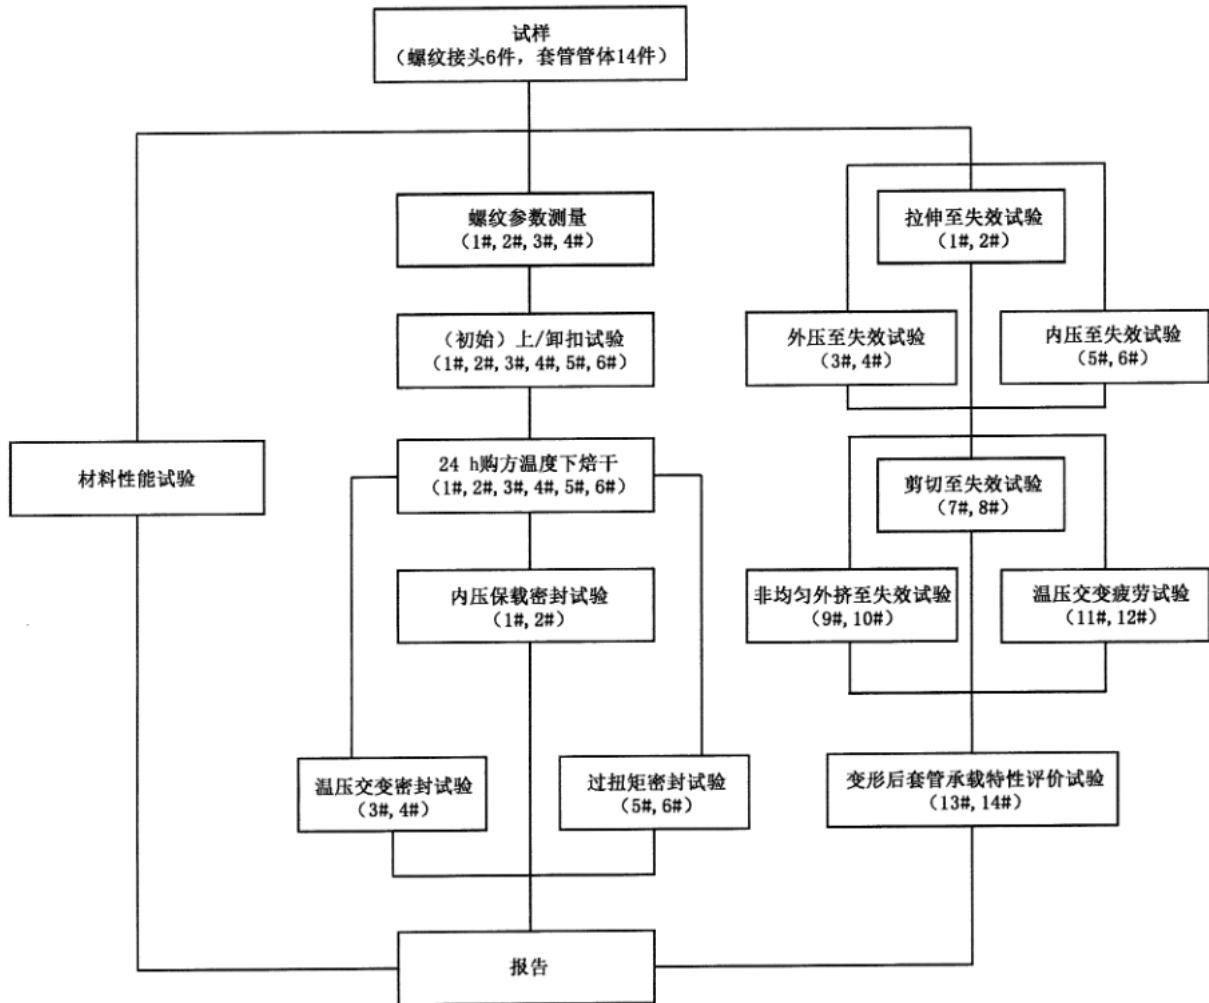 试样
（螺纹接头6件，套管管体14件）
螺纹参数测量
（1#,2#,3#,4#）
拉伸至失效试验
（1#,2#）
（初始）上/卸扣试验
（1#,2#,3#,4#,5#,6#）
外压至失效试验
（3#,4#）
内压至失效试验
（5#,6#）
材料性能试验
24 h购方温度下焙干
（1#,2#,3#,4#,5#,6#）
剪切至失效试验
（7#,8#）
内压保载密封试验
（1#,2#）
非均匀外挤至失效试验
（9#,10#）
温压交变疲劳试验
（11#,12#）
温压交变密封试验
（3#,4#）
过扭矩密封试验
（5#,6#）
变形后套管承载特性评价试验
（13#,14#）
报告